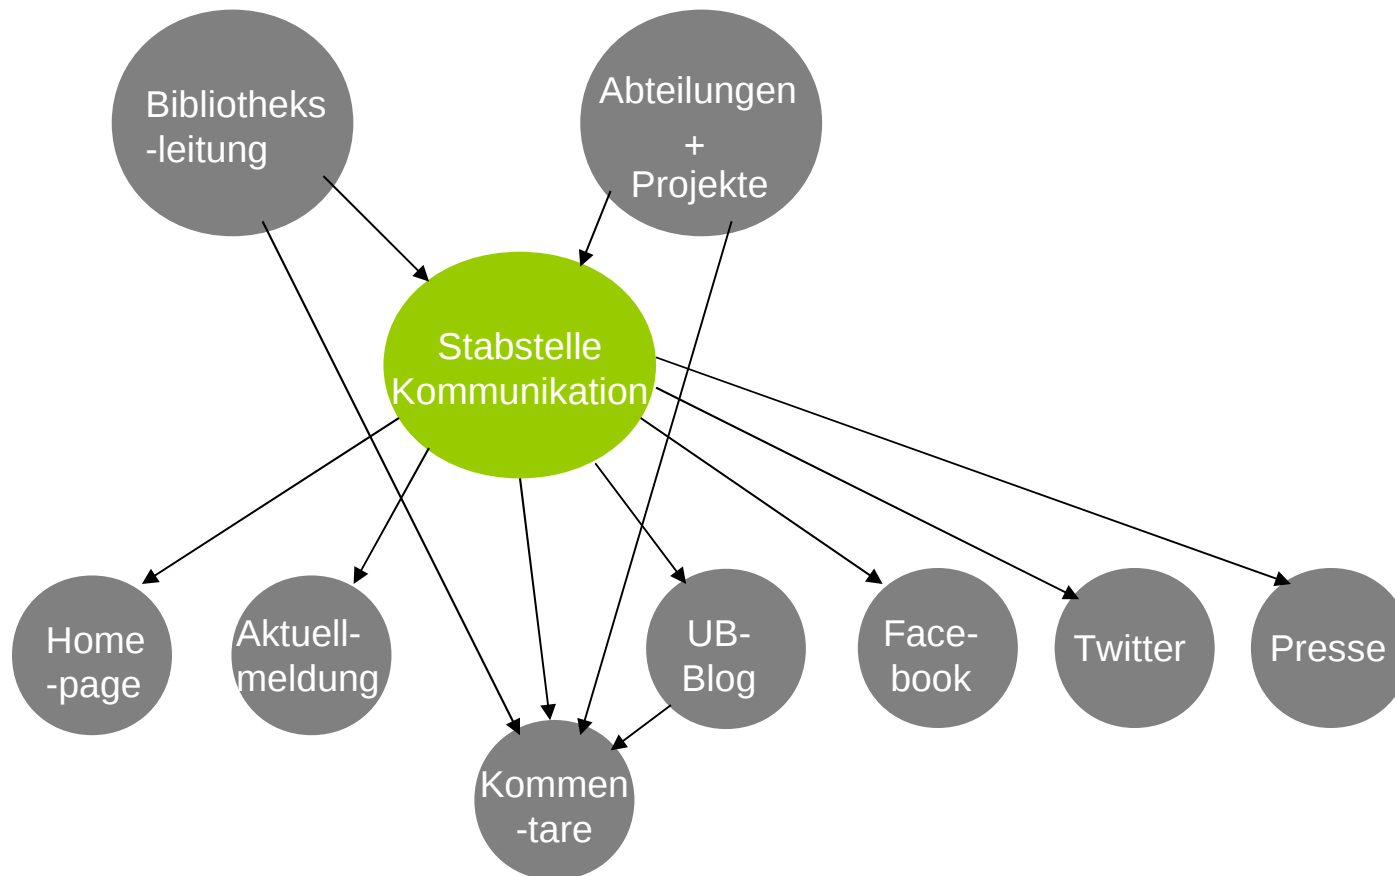 Bibliotheks
-leitung
Abteilungen
+
Projekte
Stabstelle
Kommunikation
Home
-page
Aktuell-
meldung
UB-
Blog
Face-
book
Twitter
Presse
Kommen
-tare